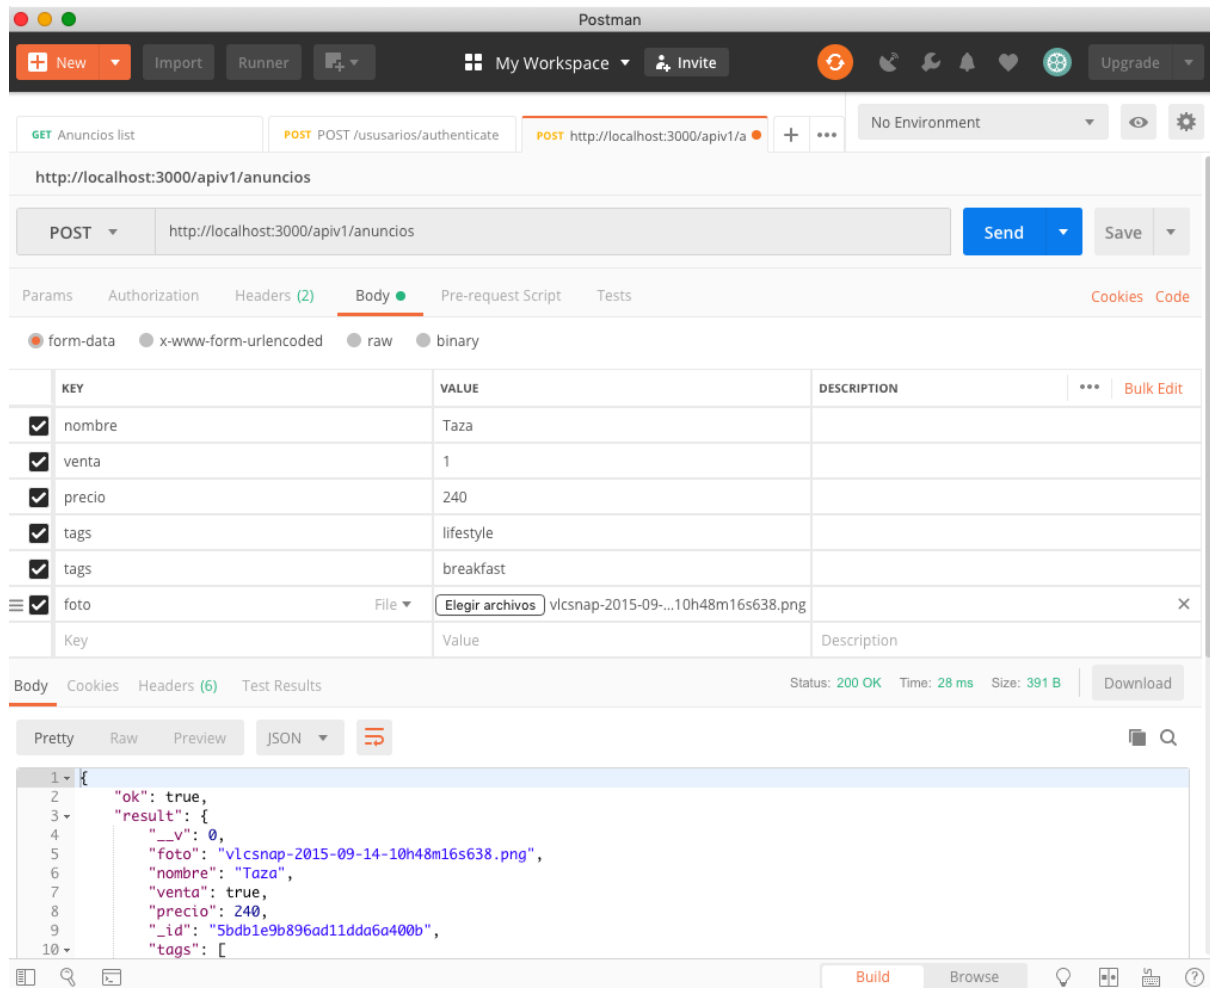 Postman
New Import Runner My Workspace Invite Upgrade
GET Anuncios list POST POST /ususarios/authenticate POST http://localhost:3000/apiv1/a + ••• No Environment
http://localhost:3000/apiv1/anuncios
POST http://localhost:3000/apiv1/anuncios Send Save
Params Authorization Headers (2) Body Pre-request Script Tests Cookies Code
form-data x-www-form-urlencoded raw binary
KEY VALUE DESCRIPTION ••• Bulk Edit
nombre Taza
venta 1
precio 240
tags lifestyle
tags breakfast
foto File Elegir archivos vlcsnap-2015-09-...10h48m16s638.png
Key Value Description
Body Cookies Headers (6) Test Results Status: 200 OK Time: 28 ms Size: 391 B Download
Pretty Raw Preview JSON
1 {
2 "ok": true,
3 "result": {
4 "__v": 0,
5 "foto": "vlcsnap-2015-09-14-10h48m16s638.png",
6 "nombre": "Taza",
7 "venta": true,
8 "precio": 240,
9 "_id": "5bdb1e9b896ad11dda6a400b",
10 "tags": [
Build Browse